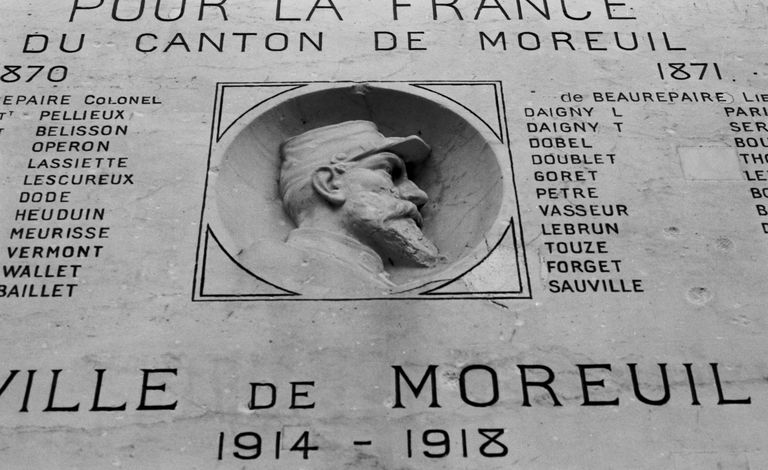 POUR LA FRANCE
DU CANTON DE MOREUIL
1870
1871
REPAIRE COLONEL
PELLIEUX
BELISSON
OPERON
LASSIETTE
LESCUREUX
DODE
HEUDUIN
MEURISSE
VERMONT
WALLET
BAILLET
de BEAUREPAIRE
DAIGNY L
DAIGNY T
DOBEL
DOUBLET
GORET
PETRE
VASSEUR
LEBRUN
TOUZE
FORGET
SAUVILLE
VILLE DE MOREUIL
1914 - 1918